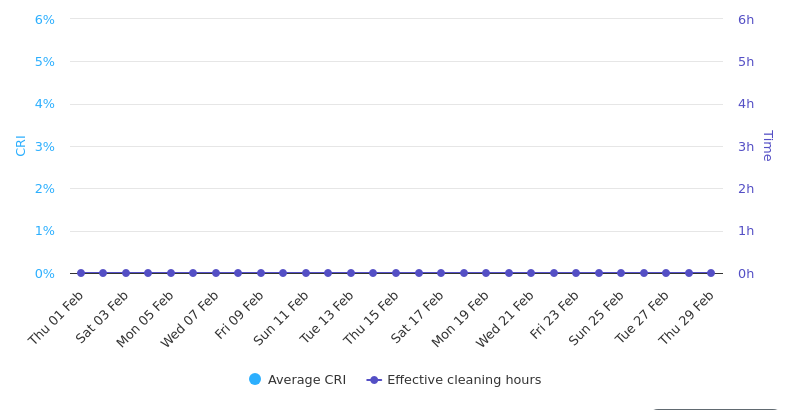 6%
5%
4%
3%
2%
1%
0%
CRI
6h
5h
4h
3h
2h
1h
0h
Time
Thu 01 Feb
Sat 03 Feb
Mon 05 Feb
Wed 07 Feb
Fri 09 Feb
Sun 11 Feb
Tue 13 Feb
Thu 15 Feb
Sat 17 Feb
Mon 19 Feb
Wed 21 Feb
Fri 23 Feb
Sun 25 Feb
Tue 27 Feb
Thu 29 Feb
Average CRI
Effective cleaning hours